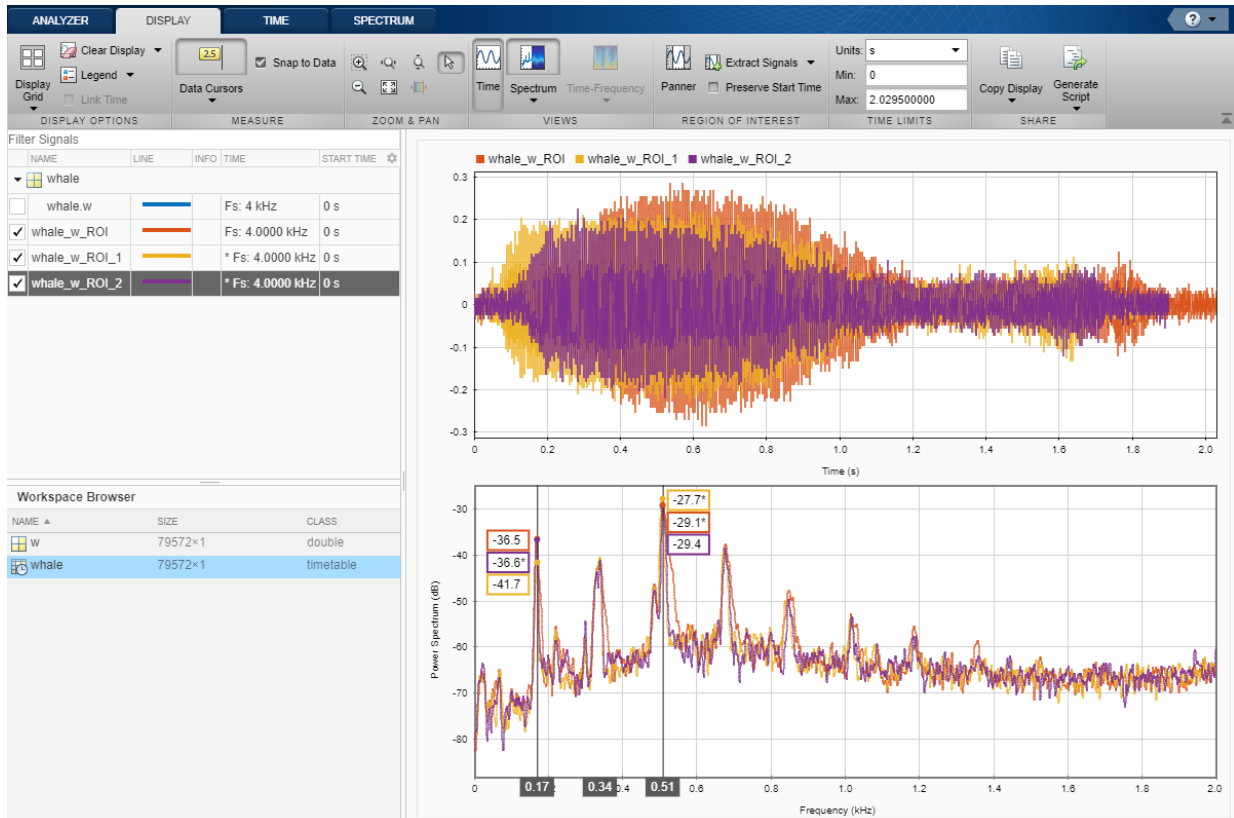 ANALYZER DISPLAY TIME SPECTRUM ?
Clear Display
Legend
Link Time
Display Grid
DISPLAY OPTIONS
2.5
Data Cursors
Snap to Data
MEASURE
ZOOM & PAN
Time Spectrum Time-Frequency
VIEWS
Panner
Extract Signals
Preserve Start Time
REGION OF INTEREST
Units: s
Min: 0
Max: 2.029500000
TIME LIMITS
Copy Display
Generate Script
SHARE
Filter Signals
NAME LINE INFO TIME START TIME
whale
whale.w Fs: 4 kHz 0 s
whale_w_ROI Fs: 4.0000 kHz 0 s
whale_w_ROI_1 * Fs: 4.0000 kHz 0 s
whale_w_ROI_2 * Fs: 4.0000 kHz 0 s
Workspace Browser
NAME SIZE CLASS
w 79572×1 double
whale 79572×1 timetable
whale_w_ROI whale_w_ROI_1 whale_w_ROI_2
0.3
0.2
0.1
0
-0.1
-0.2
-0.3
0 0.2 0.4 0.6 0.8 1.0 1.2 1.4 1.6 1.8 2.0
Time (s)
Power Spectrum (dB)
-30
-40
-50
-60
-70
-80
-36.5
-36.6*
-41.7
-27.7*
-29.1*
-29.4
0 0.17 0.34 0.4 0.51 0.6 0.8 1.0 1.2 1.4 1.6 1.8 2.0
Frequency (kHz)